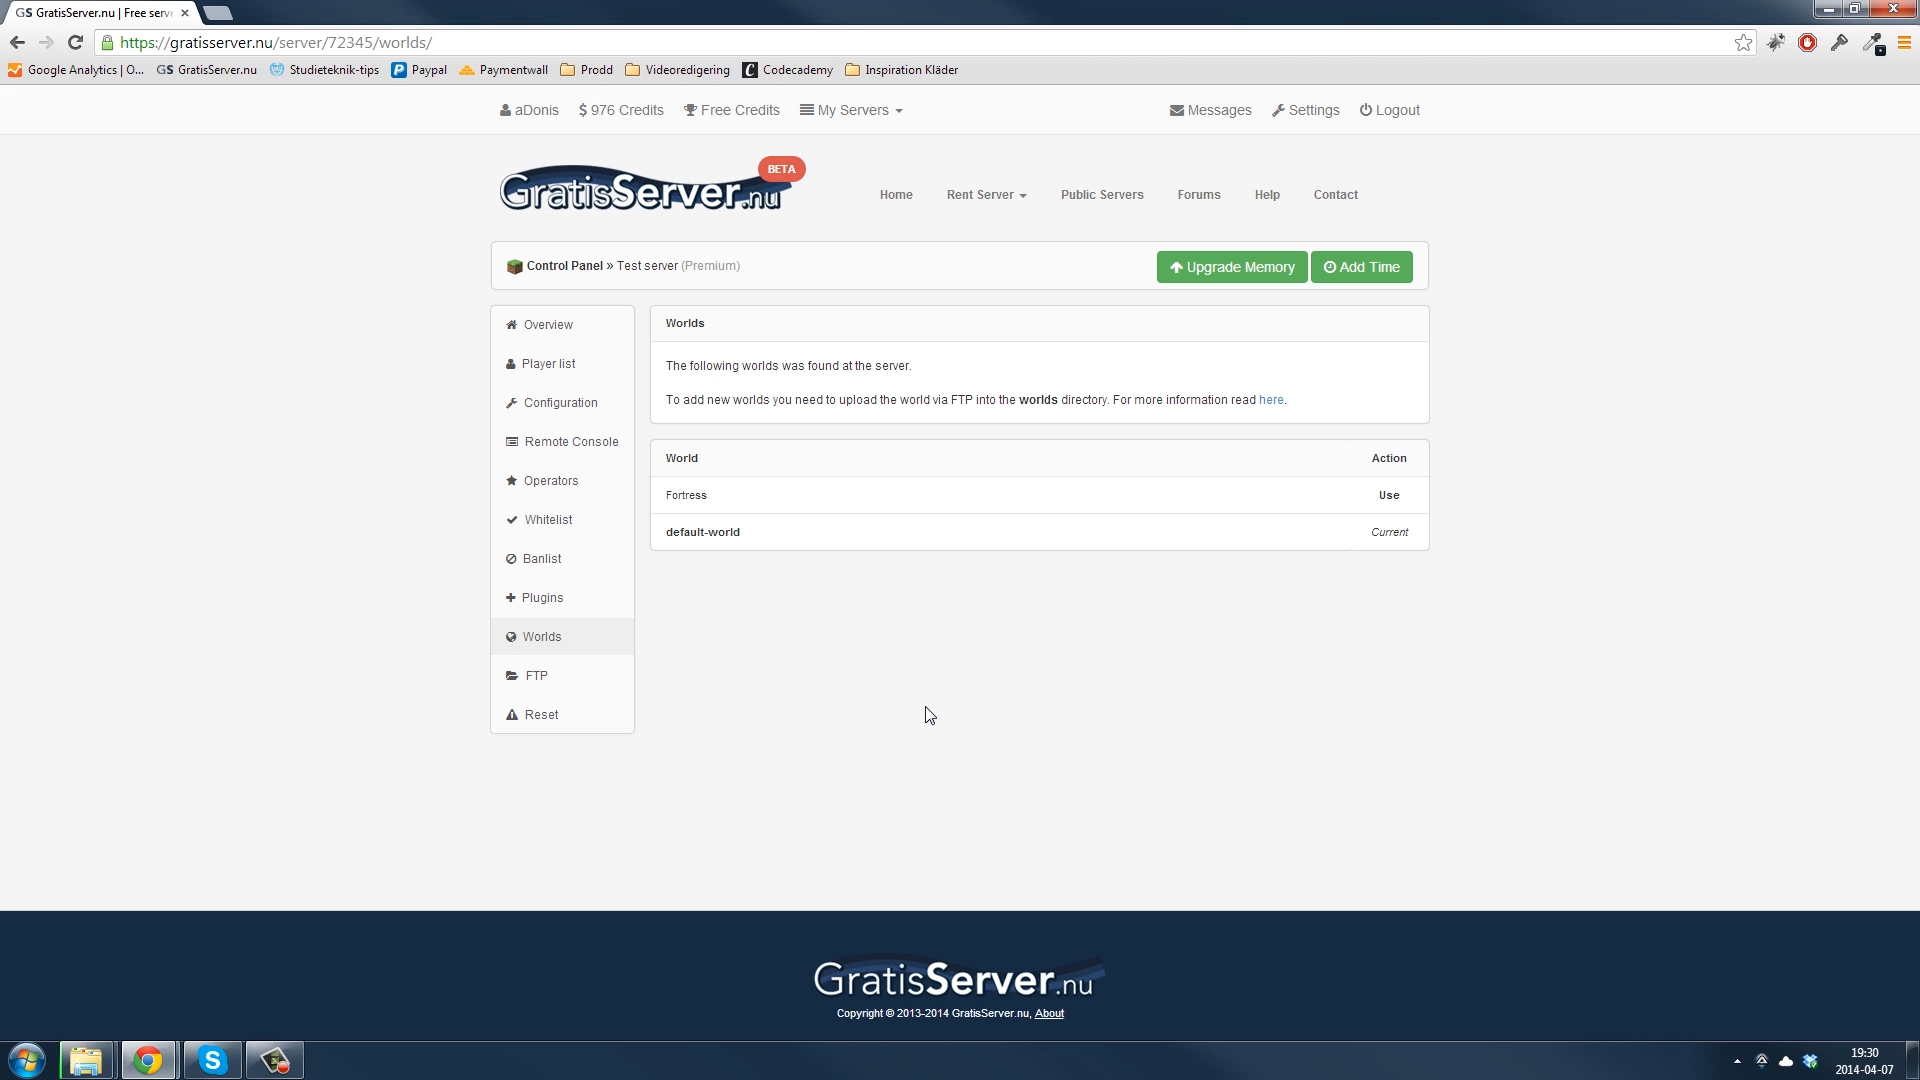 GS GratisServer.nu | Free serv
https://gratisserver.nu/server/72345/worlds/
Google Analytics | O... GS GratisServer.nu Studieteknik-tips Paypal Paymentwall Prodd Videoredigering Codecademy Inspiration Kläder
aDonis $ 976 Credits Free Credits My Servers Messages Settings Logout
GratisServer.nu BETA
Home Rent Server Public Servers Forums Help Contact
Control Panel » Test server (Premium) Upgrade Memory Add Time
Overview
Player list
Configuration
Remote Console
Operators
Whitelist
Banlist
Plugins
Worlds
FTP
Reset
Worlds
The following worlds was found at the server.
To add new worlds you need to upload the world via FTP into the worlds directory. For more information read here.
World Action
Fortress Use
default-world Current
GratisServer.nu
Copyright © 2013-2014 GratisServer.nu, About
19:30
2014-04-07